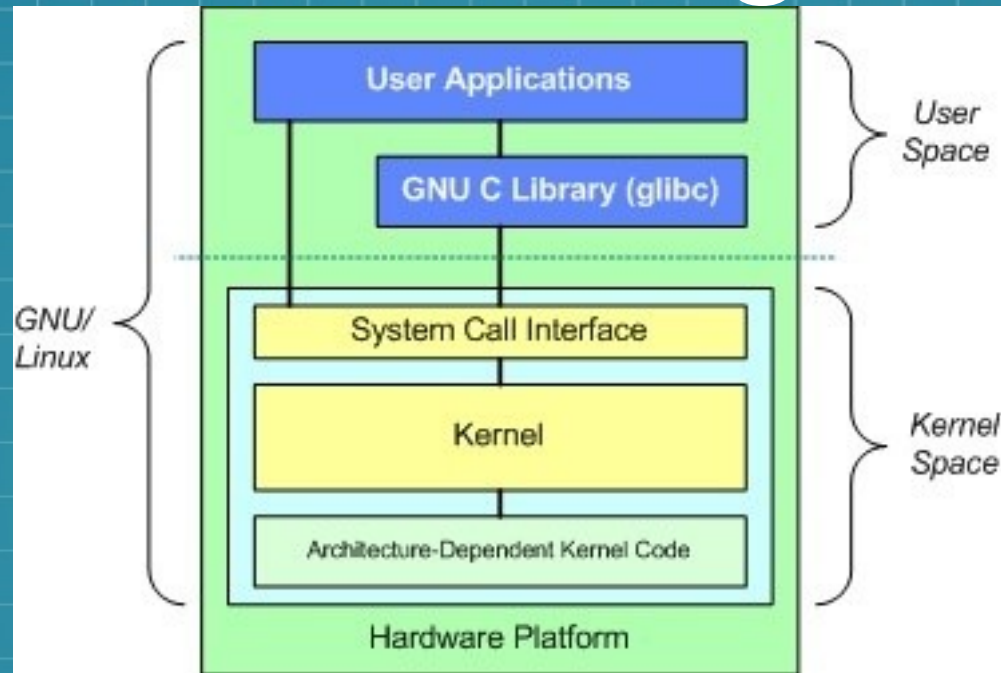 User Applications
User
Space
GNU C Library (glibc)
GNU/
Linux
System Call Interface
Kernel
Kernel
Space
Architecture-Dependent Kernel Code
Hardware Platform